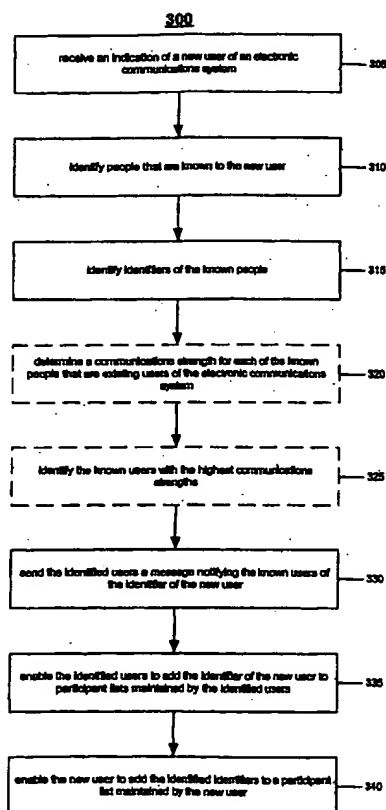 300
receive an indication of a new user of an electronic
communications system
305
identify people that are known to the new user
310
identify identifiers of the known people
315
determine a communications strength for each of the known
people that are existing users of the electronic communications
system
320
identify the known users with the highest communications
strengths
325
send the identified users a message notifying the known users of
the identifier of the new user
330
enable the identified users to add the identifier of the new user to
participant lists maintained by the identified users
335
enable the new user to add the identified identifiers to a participant
list maintained by the new user
340